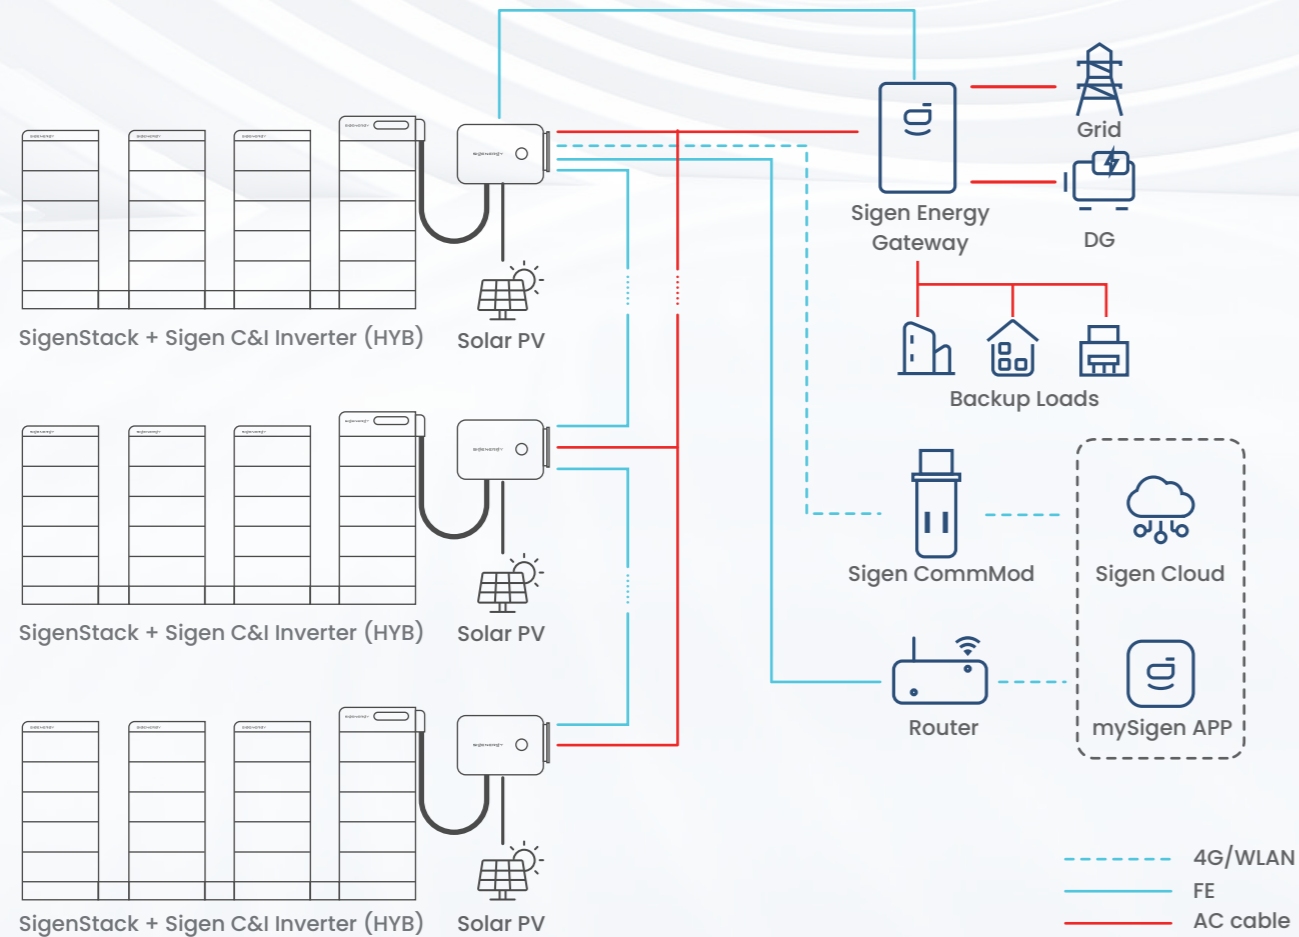 Grid
Sigen Energy
Gateway
DG
SigenStack + Sigen C&I Inverter (HYB)
Solar PV
Backup Loads
Sigen CommMod
Sigen Cloud
SigenStack + Sigen C&I Inverter (HYB)
Solar PV
Router
mySigen APP
4G/WLAN
FE
SigenStack + Sigen C&I Inverter (HYB)
Solar PV
AC cable